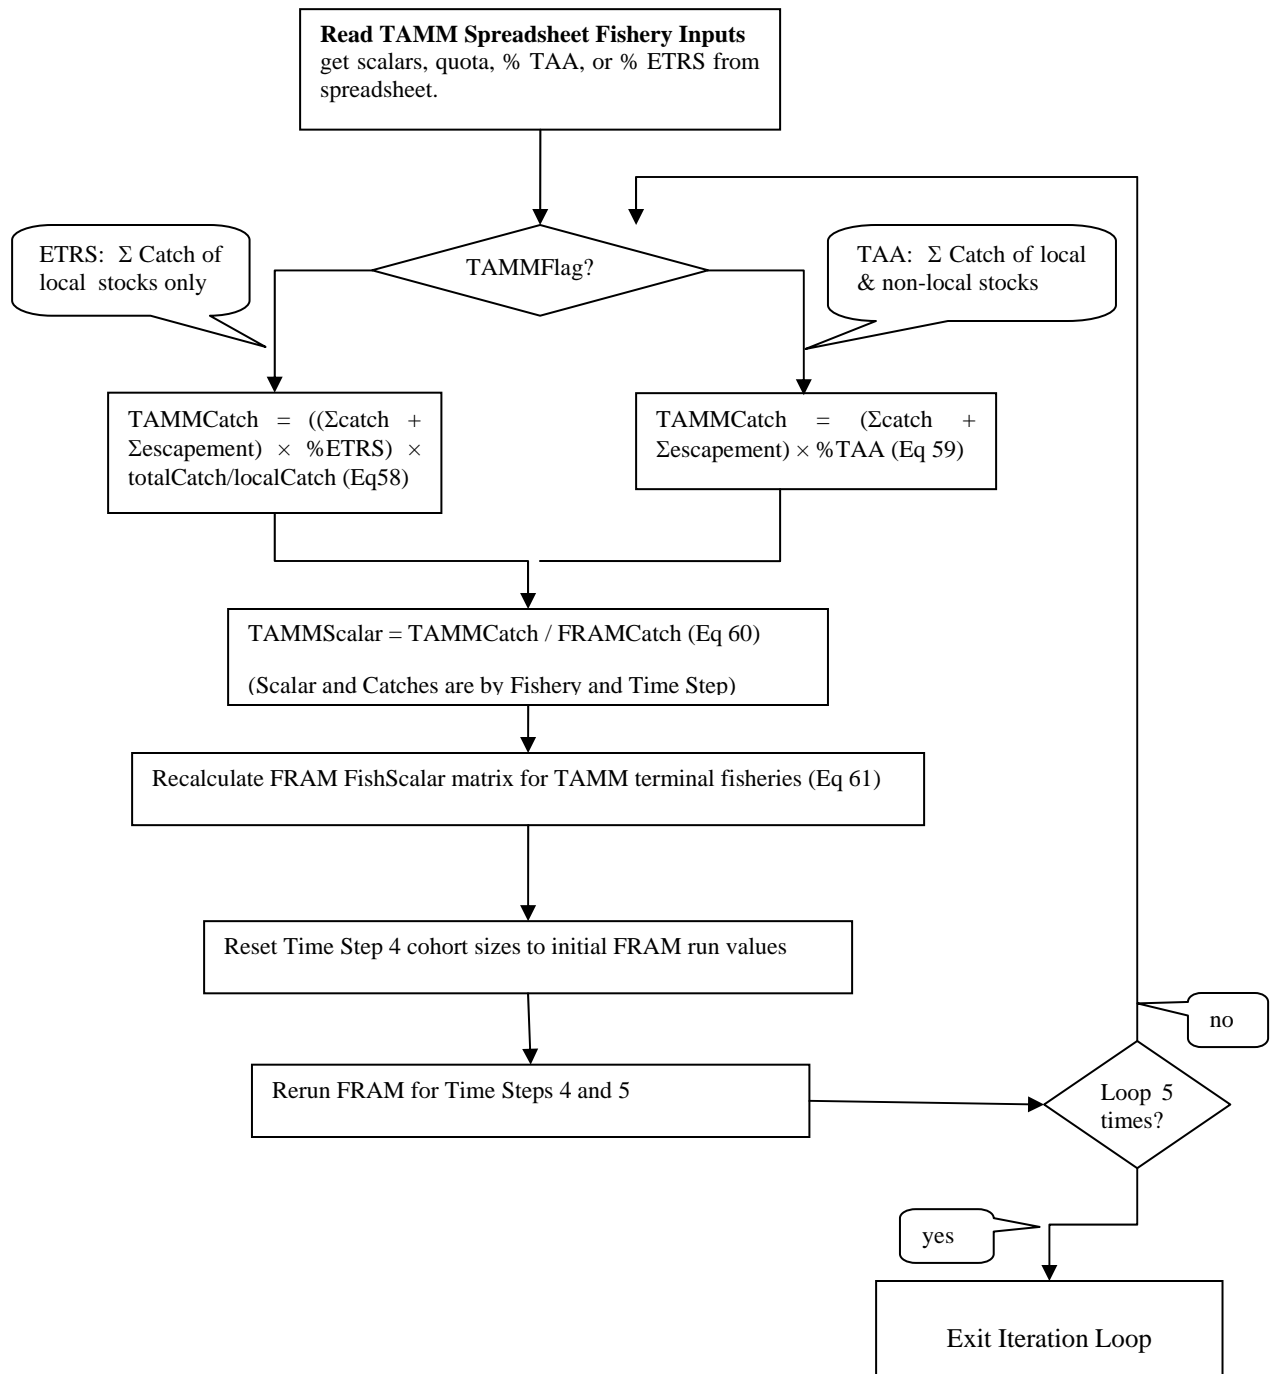 Read TAMM Spreadsheet Fishery Inputs
get scalars, quota, % TAA, or % ETRS from
spreadsheet.
ETRS: Σ Catch of
local stocks only
TAMMFlag?
TAA: Σ Catch of local
& non-local stocks
TAMMCatch = ((Σcatch +
Σescapement) × %ETRS) ×
totalCatch/localCatch (Eq58)
TAMMCatch = (Σcatch +
Σescapement) × %TAA (Eq 59)
TAMMScalar = TAMMCatch / FRAMCatch (Eq 60)
(Scalar and Catches are by Fishery and Time Step)
Recalculate FRAM FishScalar matrix for TAMM terminal fisheries (Eq 61)
Reset Time Step 4 cohort sizes to initial FRAM run values
Rerun FRAM for Time Steps 4 and 5
no
Loop 5
times?
yes
Exit Iteration Loop